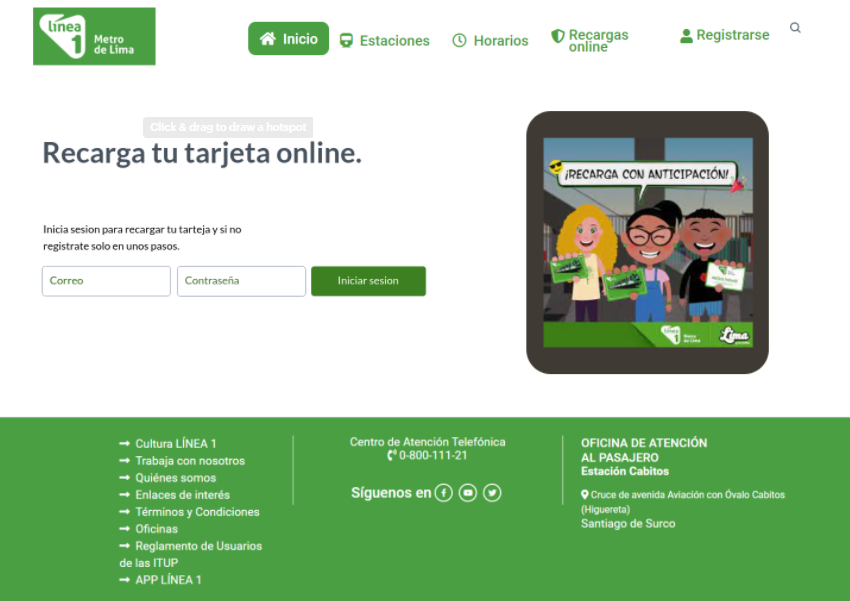 línea
1
Metro
de Lima
Inicio
Estaciones
Horarios
Recargas
online
Registrarse
Click & drag to draw a hotspot
Recarga tu tarjeta online.
Inicia sesion para recargar tu tarteja y si no
registrate solo en unos pasos.
Correo
Contraseña
Iniciar sesion
¡RECARGA CON ANTICIPACIÓN!
línea
1
Metro
de Lima
Lima
Cultura LÍNEA 1
Trabaja con nosotros
Quiénes somos
Enlaces de interés
Términos y Condiciones
Oficinas
Reglamento de Usuarios
de las ITUP
APP LÍNEA 1
Centro de Atención Telefónica
0-800-111-21
Síguenos en
OFICINA DE ATENCIÓN
AL PASAJERO
Estación Cabitos
Cruce de avenida Aviación con Óvalo Cabitos
(Higuereta)
Santiago de Surco